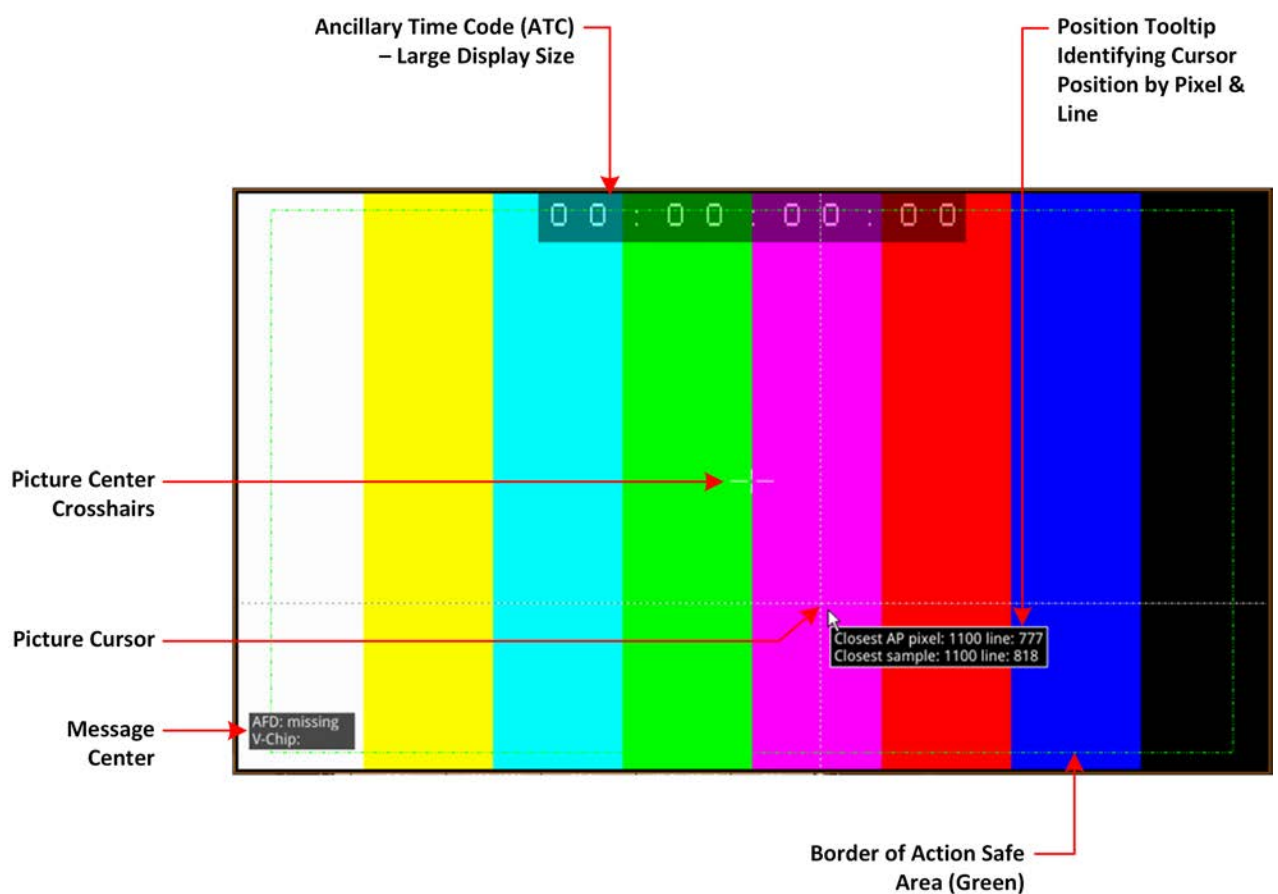 Ancillary Time Code (ATC)
– Large Display Size
Position Tooltip
Identifying Cursor
Position by Pixel &
Line
00:00:00:00
Picture Center
Crosshairs
Picture Cursor
Closest AP pixel: 1100 line: 777
Closest sample: 1100 line: 818
Message
Center
AFD: missing
V-Chip:
Border of Action Safe
Area (Green)